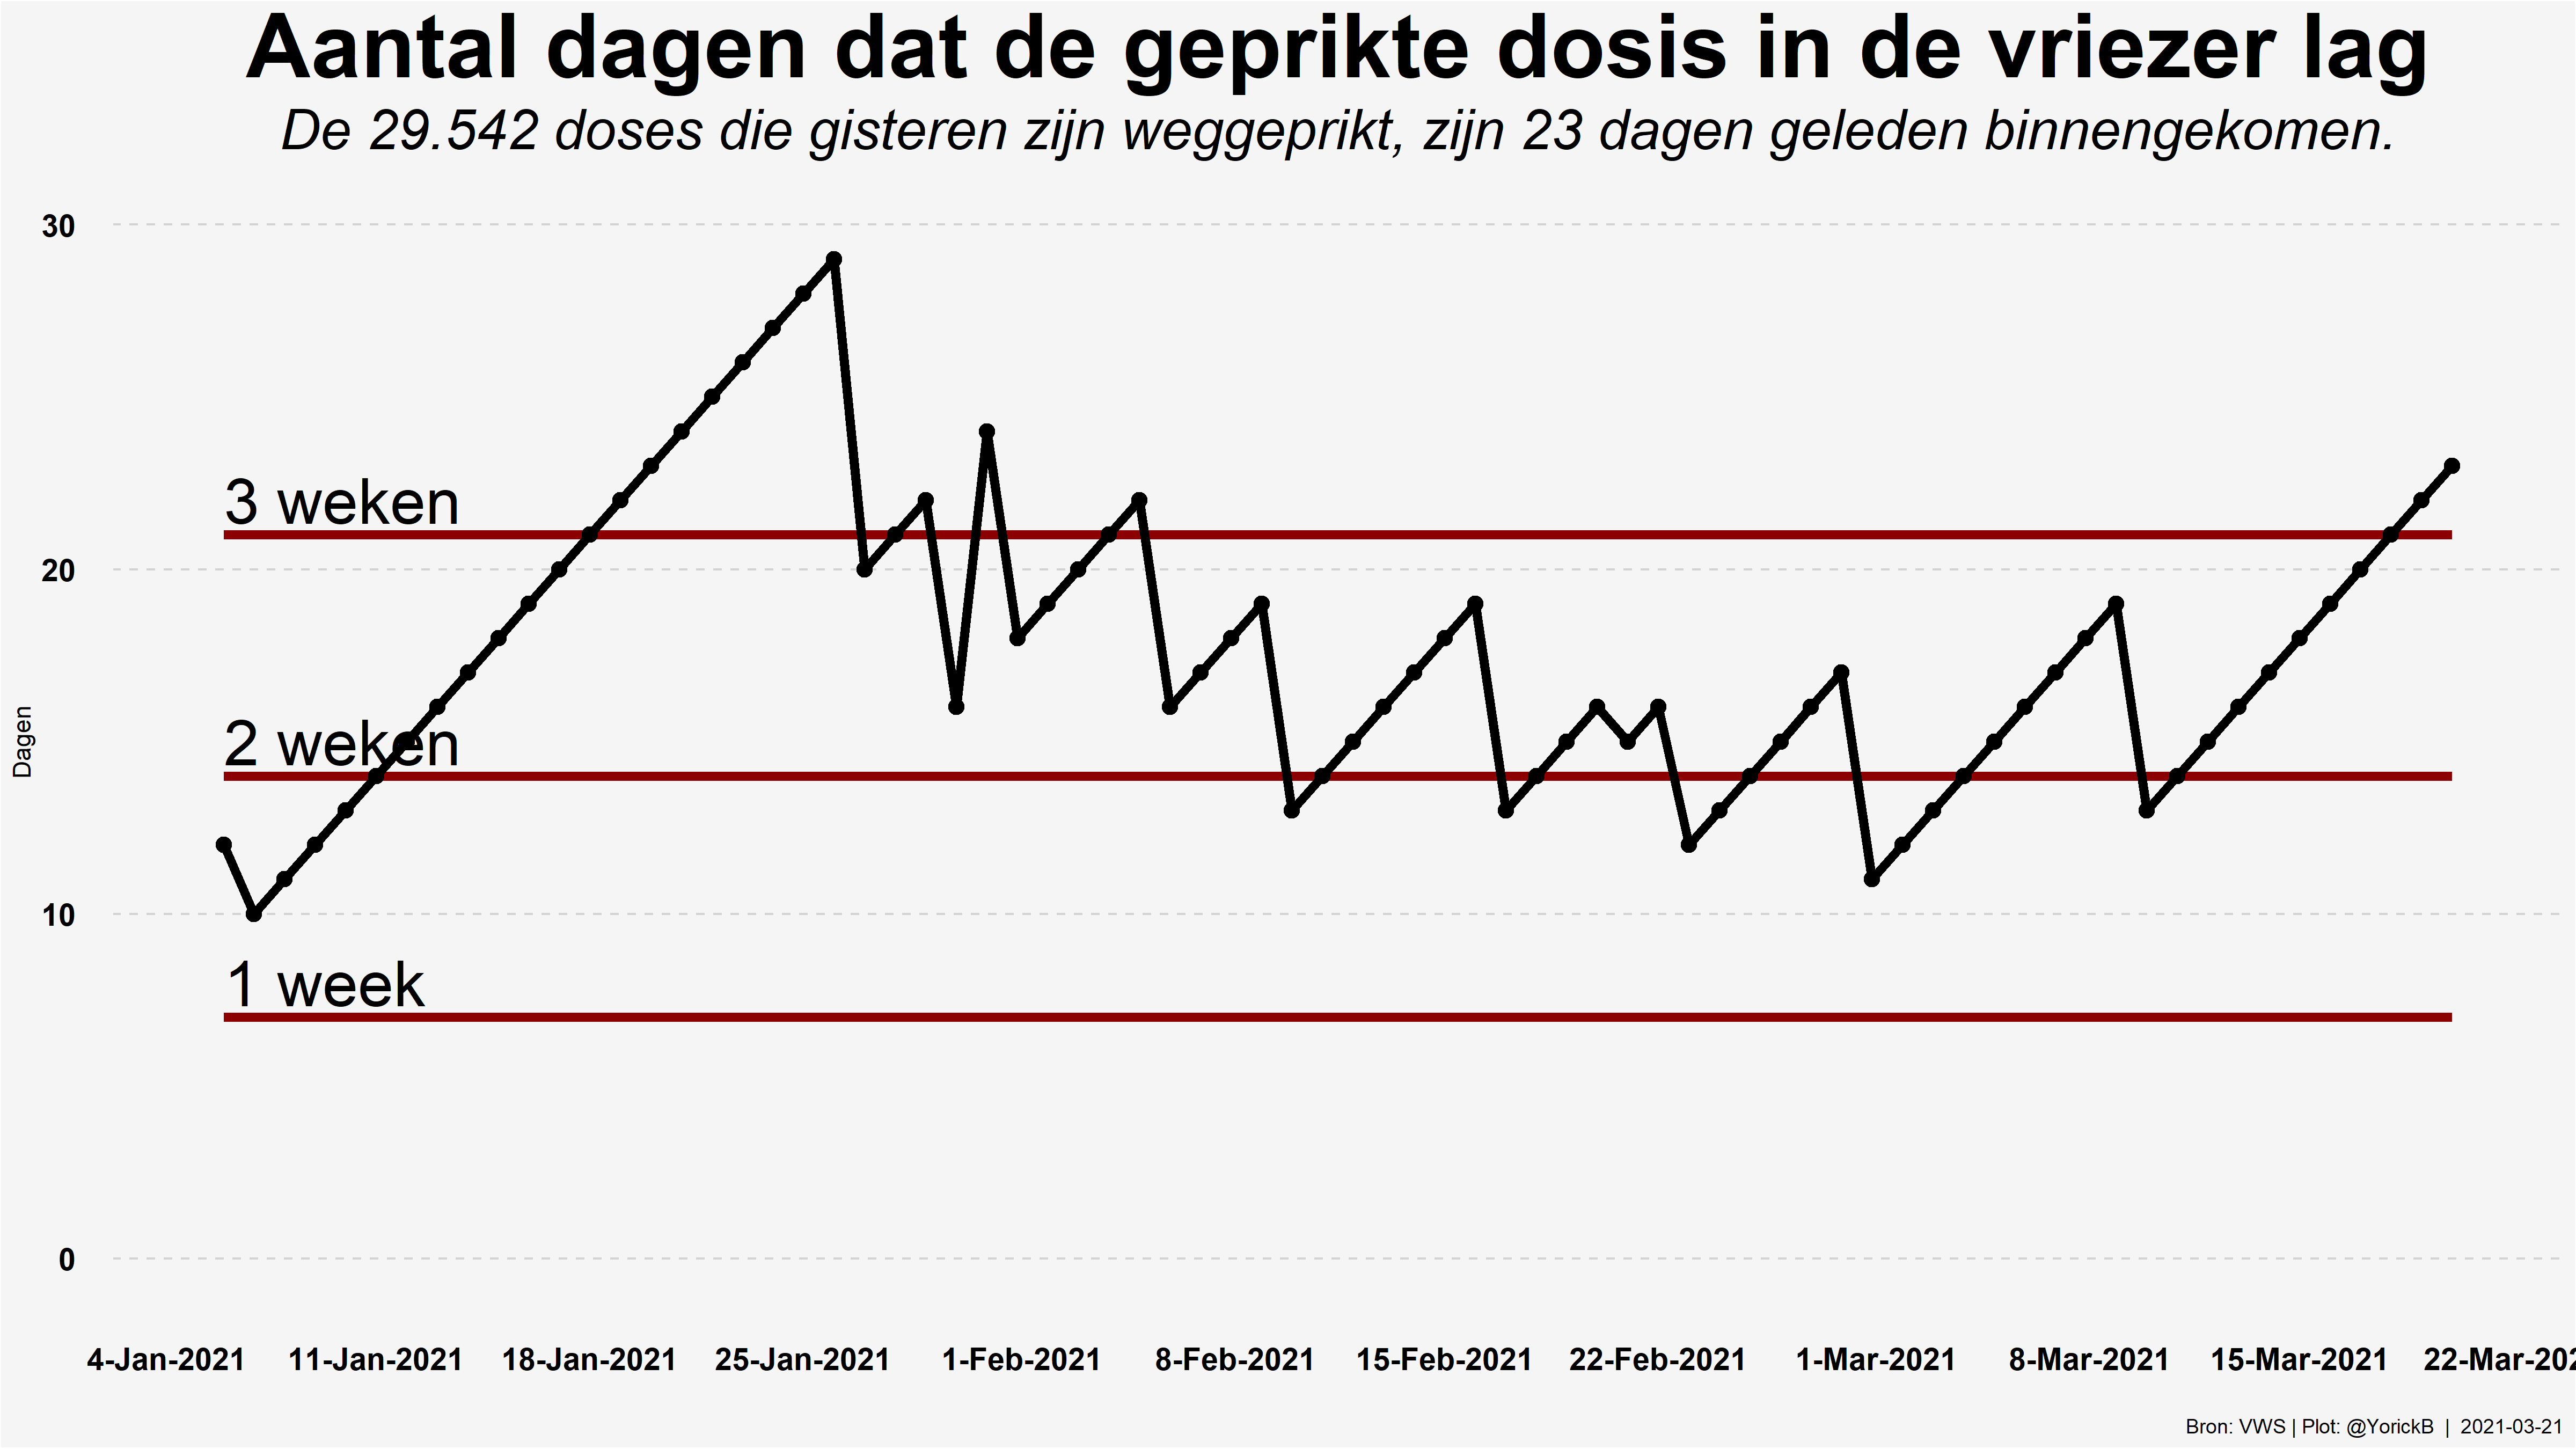 Aantal dagen dat de geprikte dosis in de vriezer lag
De 29.542 doses die gisteren zijn weggeprikt, zijn 23 dagen geleden binnengekomen.
30
3 weken
20
2 weken
Dagen
10
1 week
0
4-Jan-2021 11-Jan-2021 18-Jan-2021 25-Jan-2021 1-Feb-2021 8-Feb-2021 15-Feb-2021 22-Feb-2021 1-Mar-2021 8-Mar-2021 15-Mar-2021 22-Mar-202
Bron: VWS | Plot: @YorickB | 2021-03-21